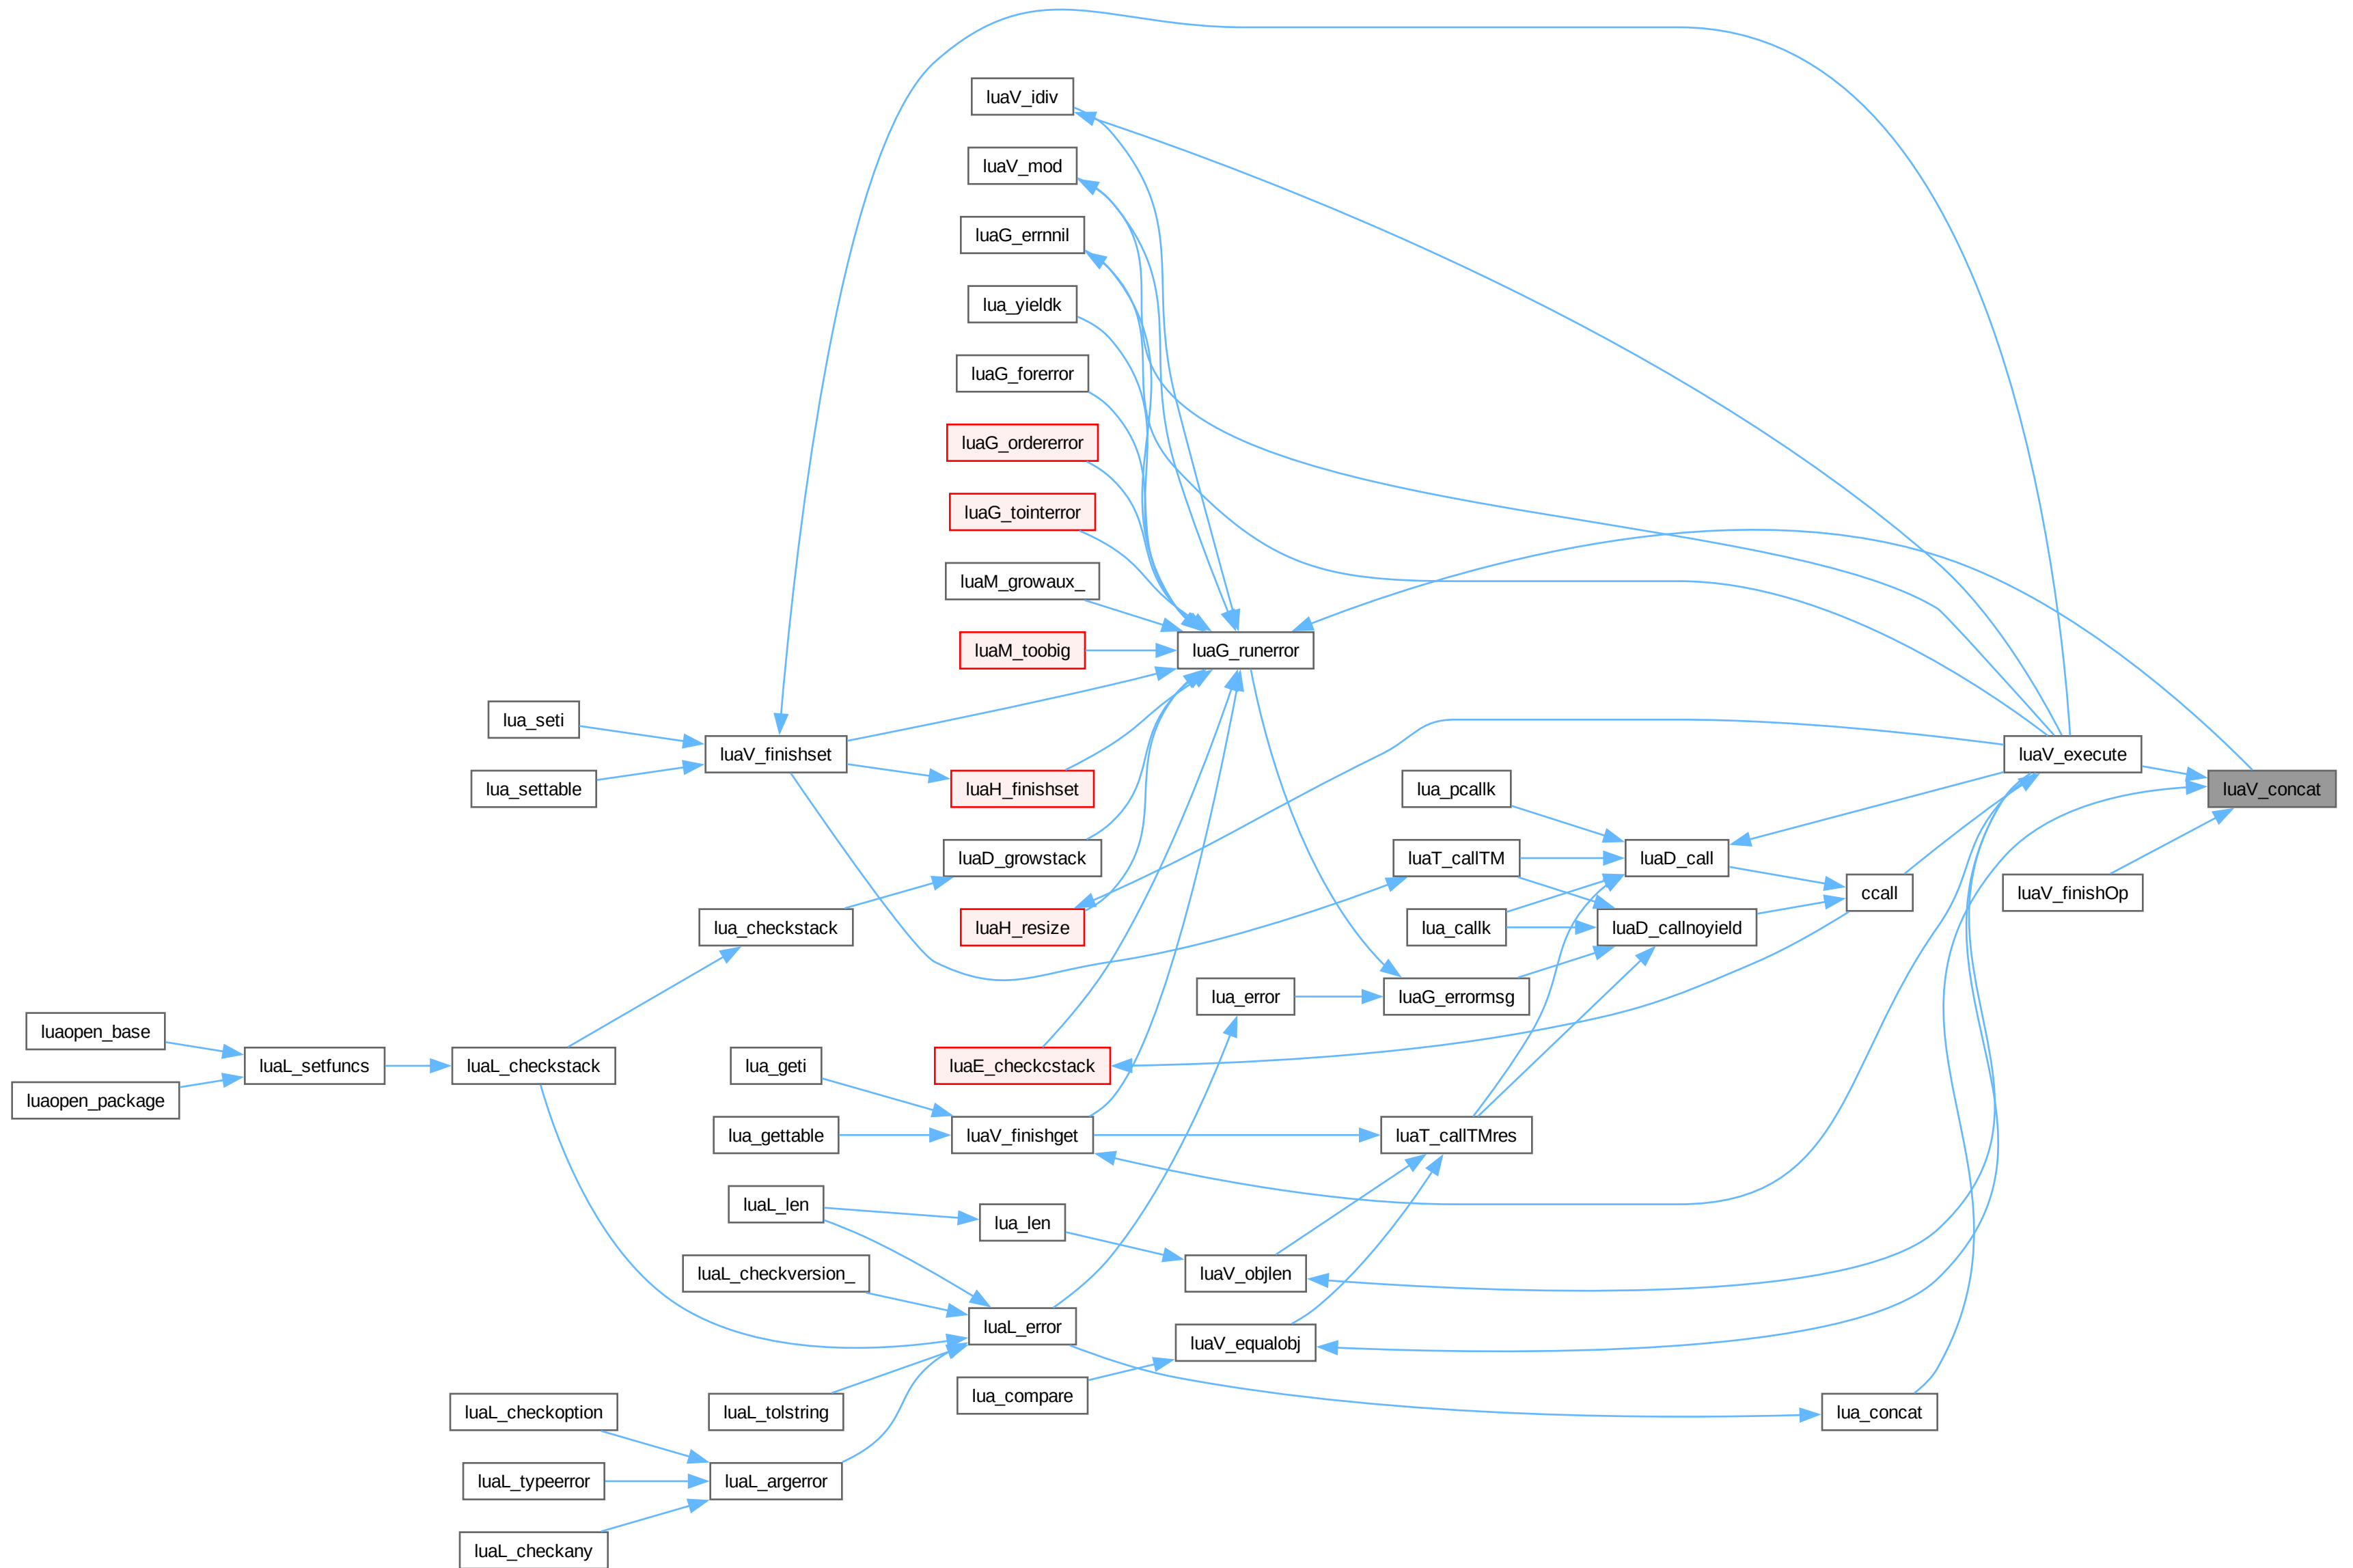 luaV_idiv
luaV_mod
luaG_errnnil
lua_yieldk
luaG_forerror
luaG_ordererror
luaG_tointerror
luaM_growaux_
luaM_toobig
luaG_runerror
lua_seti
luaV_finishset
luaV_execute
lua_settable
luaH_finishset
lua_pcallk
luaV_concat
luaD_growstack
luaT_callTM
luaD_call
ccall
luaV_finishOp
lua_checkstack
luaH_resize
lua_callk
luaD_callnoyield
lua_error
luaG_errormsg
luaopen_base
luaL_setfuncs
luaL_checkstack
lua_geti
luaE_checkcstack
luaopen_package
lua_gettable
luaV_finishget
luaT_callTMres
luaL_len
lua_len
luaL_checkversion_
luaV_objlen
luaL_error
luaV_equalobj
lua_compare
luaL_checkoption
luaL_tolstring
lua_concat
luaL_typeerror
luaL_argerror
luaL_checkany